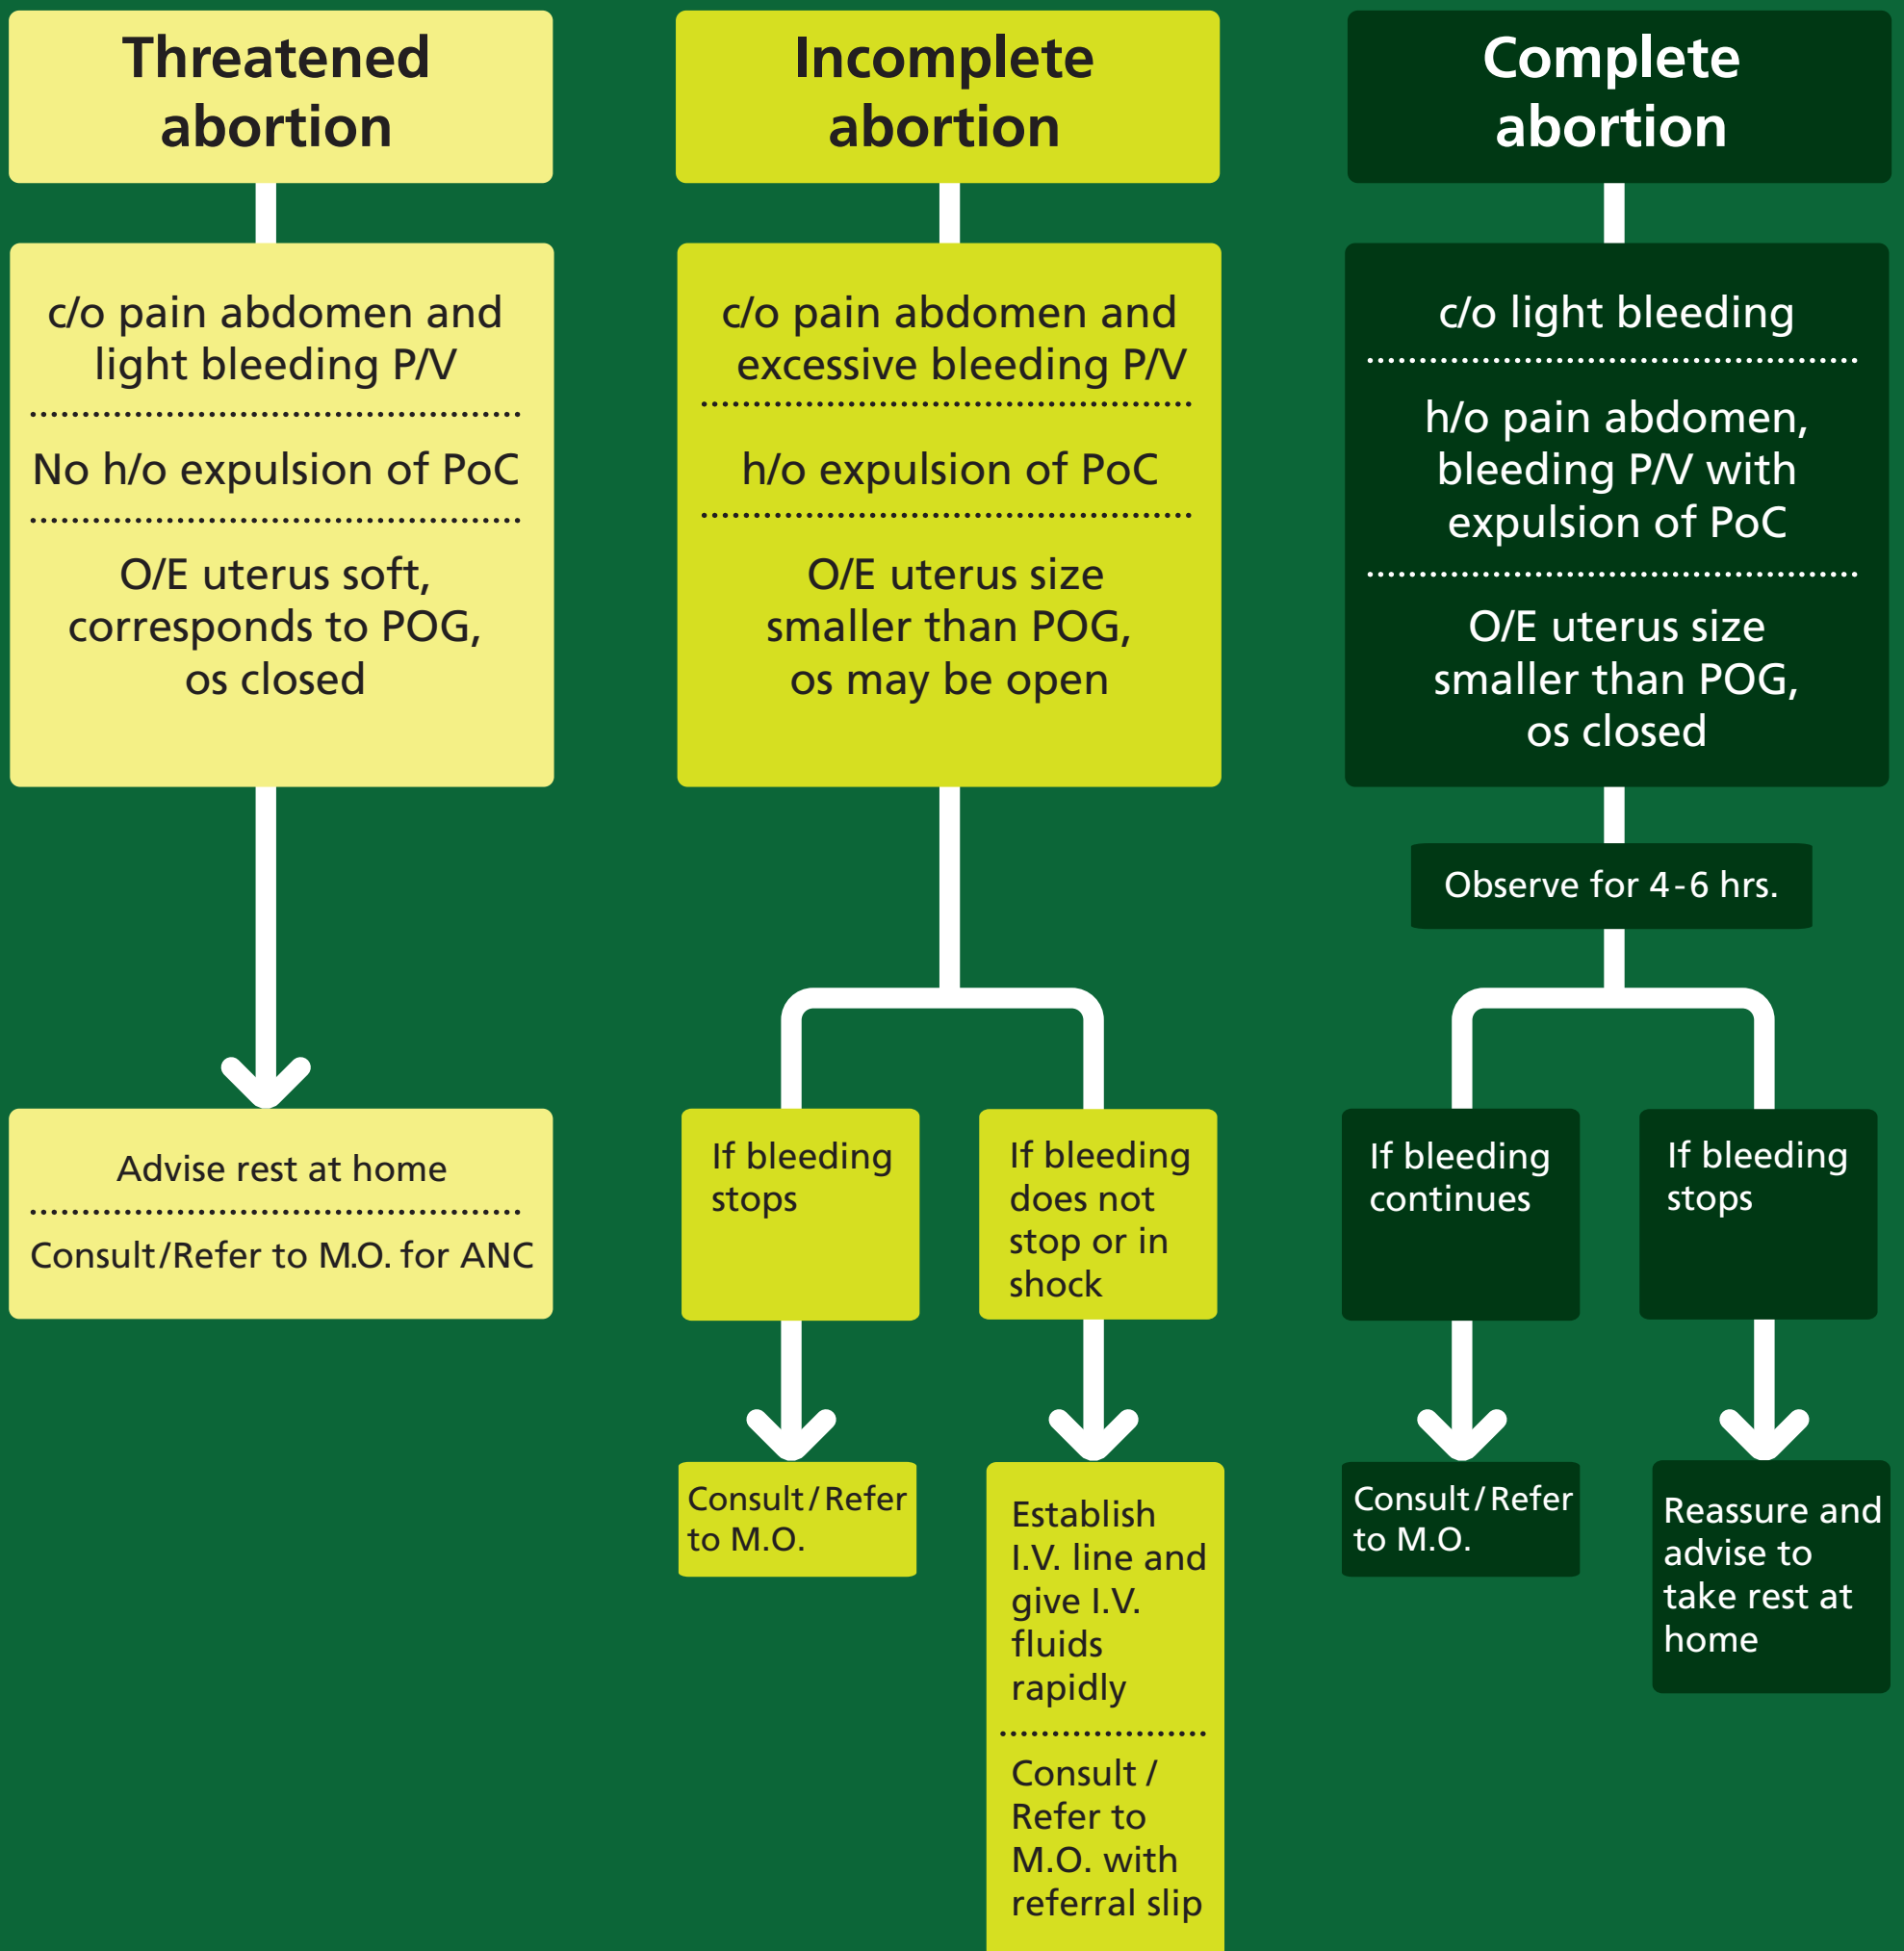 Threatened
abortion
c/o pain abdomen and
light bleeding P/V
No h/o expulsion of PoC
O/E uterus soft,
corresponds to POG,
os closed
Advise rest at home
Consult/Refer to M.O. for ANC
Incomplete
abortion
c/o pain abdomen and
excessive bleeding P/V
h/o expulsion of PoC
O/E uterus size
smaller than POG,
os may be open
If bleeding
stops
Consult/Refer
to M.O.
If bleeding
does not
stop or in
shock
Establish
I.V. line and
give I.V.
fluids
rapidly
Consult /
Refer to
M.O. with
referral slip
Complete
abortion
c/o light bleeding
h/o pain abdomen,
bleeding P/V with
expulsion of PoC
O/E uterus size
smaller than POG,
os closed
Observe for 4-6 hrs.
If bleeding
continues
Consult/Refer
to M.O.
If bleeding
stops
Reassure and
advise to
take rest at
home